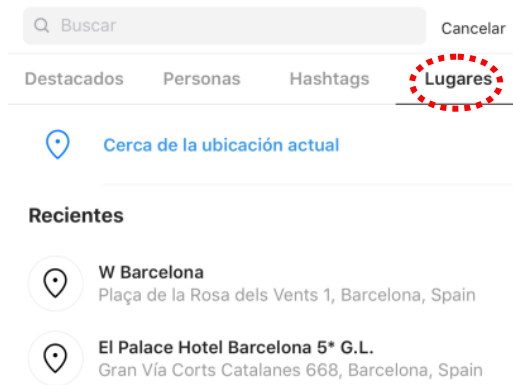 Buscar
Cancelar
Destacados Personas Hashtags Lugares
Cerca de la ubicación actual
Recientes
W Barcelona
Plaça de la Rosa dels Vents 1, Barcelona, Spain
El Palace Hotel Barcelona 5* G.L.
Gran Vía Corts Catalanes 668, Barcelona, Spain